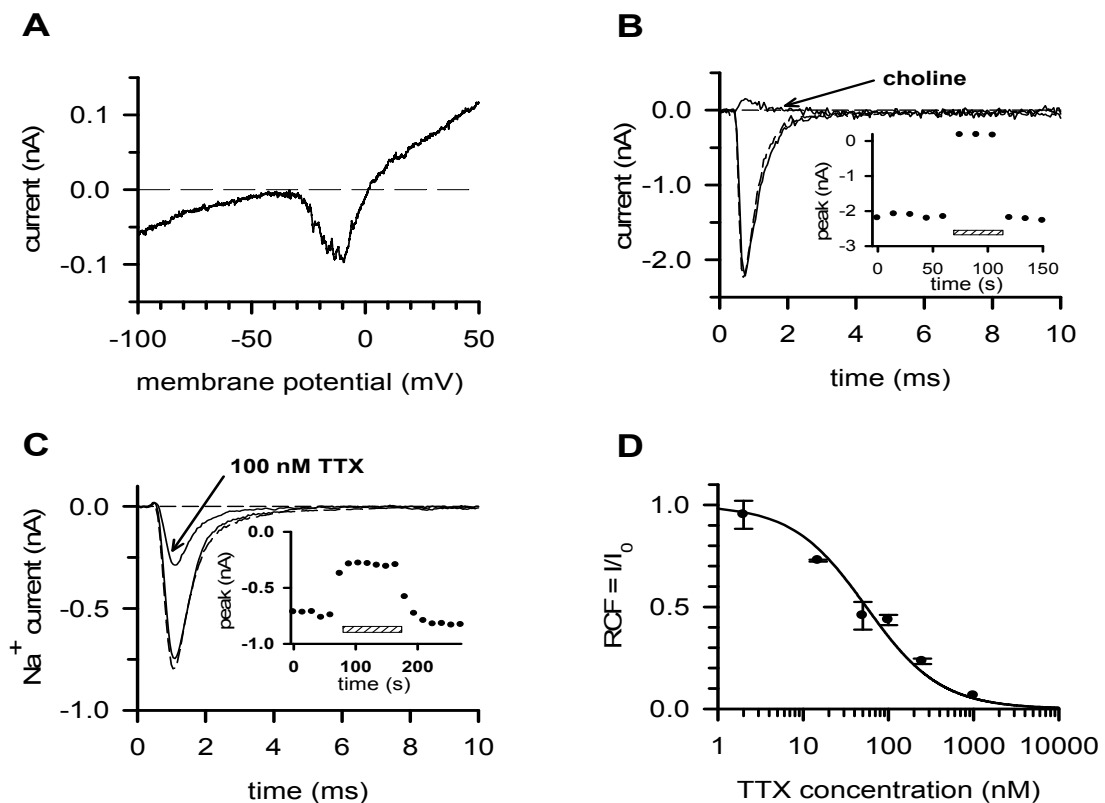 A
current (nA)
0.1
0.0
-0.1
-100
-50
0
50
membrane potential (mV)
B
choline
current (nA)
0.0
-1.0
-2.0
0
2
4
6
8
10
time (ms)
peak (nA)
0
-1
-2
-3
0
50
100
150
time (s)
C
100 nM TTX
Na+ current (nA)
0.0
-0.5
-1.0
0
2
4
6
8
10
time (ms)
peak (nA)
0.0
-0.5
-1.0
0
200
time (s)
D
RCF = I/I0
1.0
0.5
0.0
1
10
100
1000
10000
TTX concentration (nM)